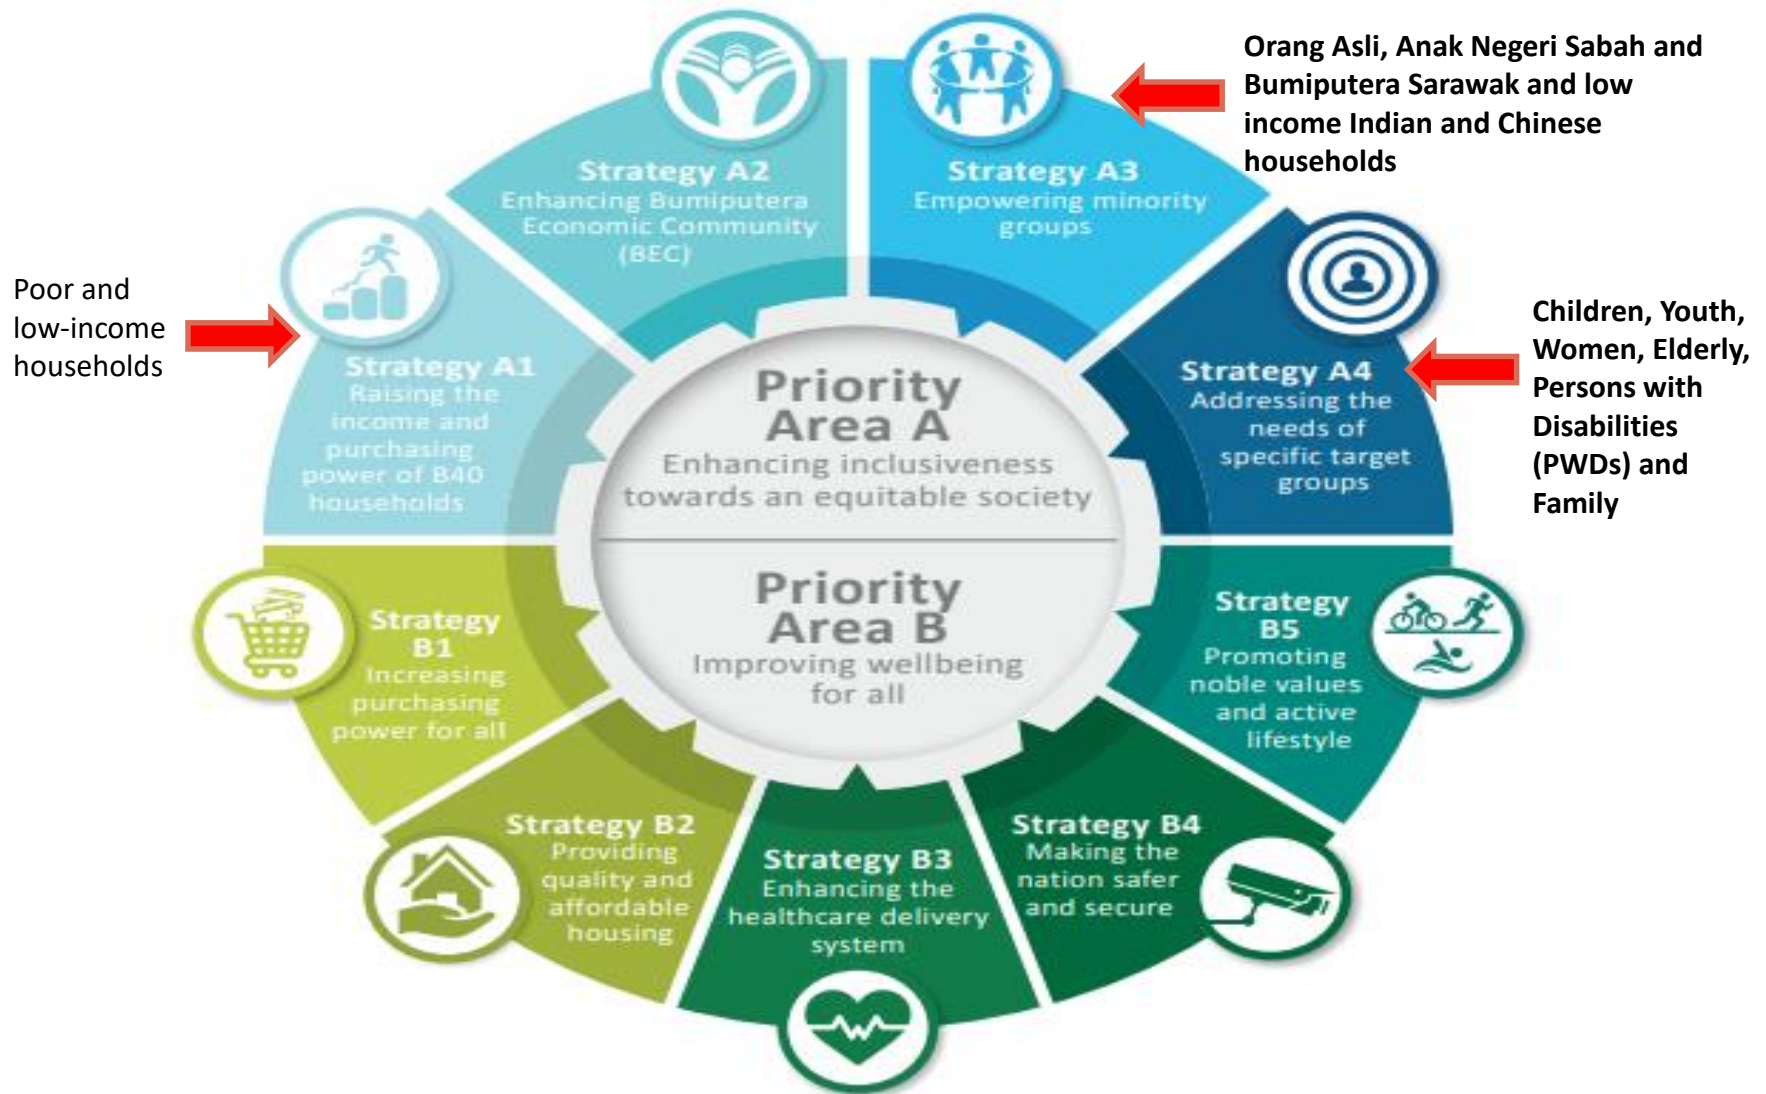 Orang Asli, Anak Negeri Sabah and
Bumiputera Sarawak and low
income Indian and Chinese
households
Strategy A2
Enhancing Bumiputera
Economic Community
(BEC)
Strategy A3
Empowering minority
groups
Poor and
low-income
households
Strategy A1
Raising the
income and
purchasing
power of B40
households
Priority
Area A
Enhancing inclusiveness
towards an equitable society
Strategy A4
Addressing the
needs of
specific target
groups
Children, Youth,
Women, Elderly,
Persons with
Disabilities
(PWDs) and
Family
Strategy
B1
Increasing
purchasing
power for all
Priority
Area B
Improving wellbeing
for all
Strategy
B5
Promoting
noble values
and active
lifestyle
Strategy B2
Providing
quality and
affordable
housing
Strategy B3
Enhancing the
healthcare delivery
system
Strategy B4
Making the
nation safer
and secure